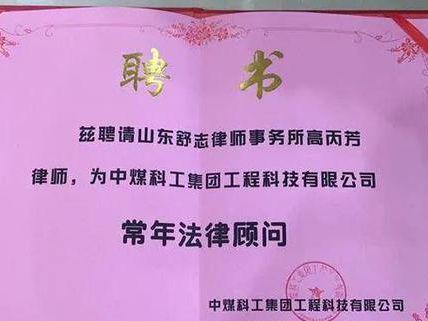 聘书
兹聘请山东舒志律师事务所高丙芳
律师，为中煤科工集团工程科技有限公司
常年法律顾问
中煤科工集团工程科技有限公司